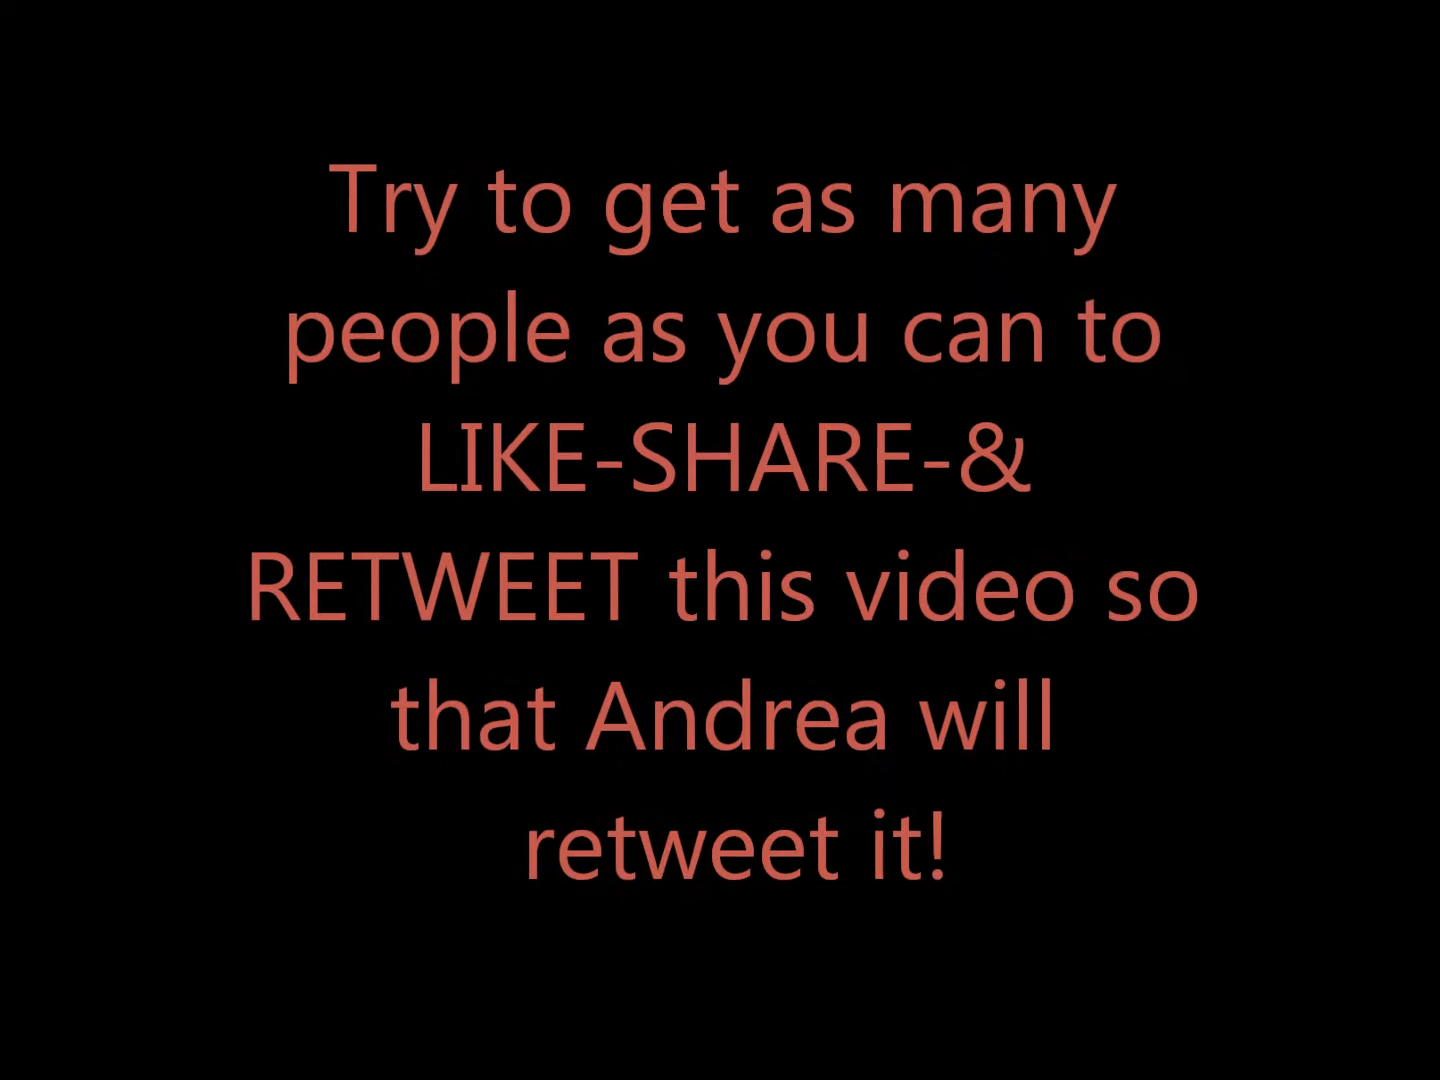 Try to get as many
people as you can to
LIKE-SHARE-&
RETWEET this video so
that Andrea will
retweet it!